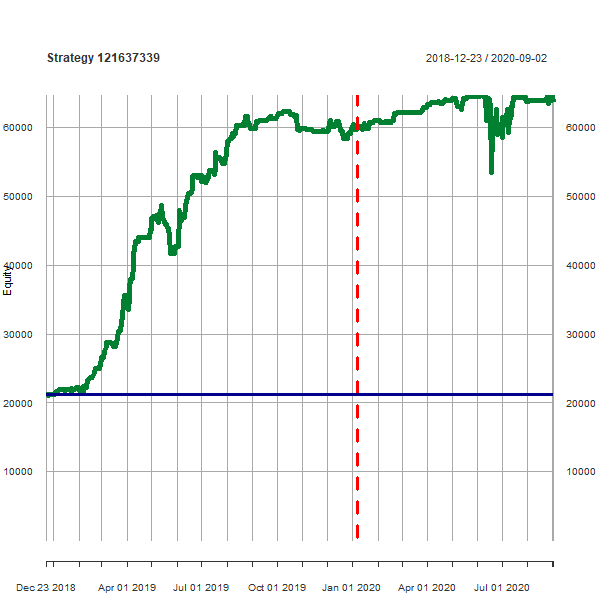 Strategy 121637339
2018-12-23 / 2020-09-02
60000
60000
50000
50000
40000
40000
Equity
30000
30000
20000
20000
10000
10000
Dec 23 2018
Apr 01 2019
Jul 01 2019
Oct 01 2019
Jan 01 2020
Apr 01 2020
Jul 01 2020